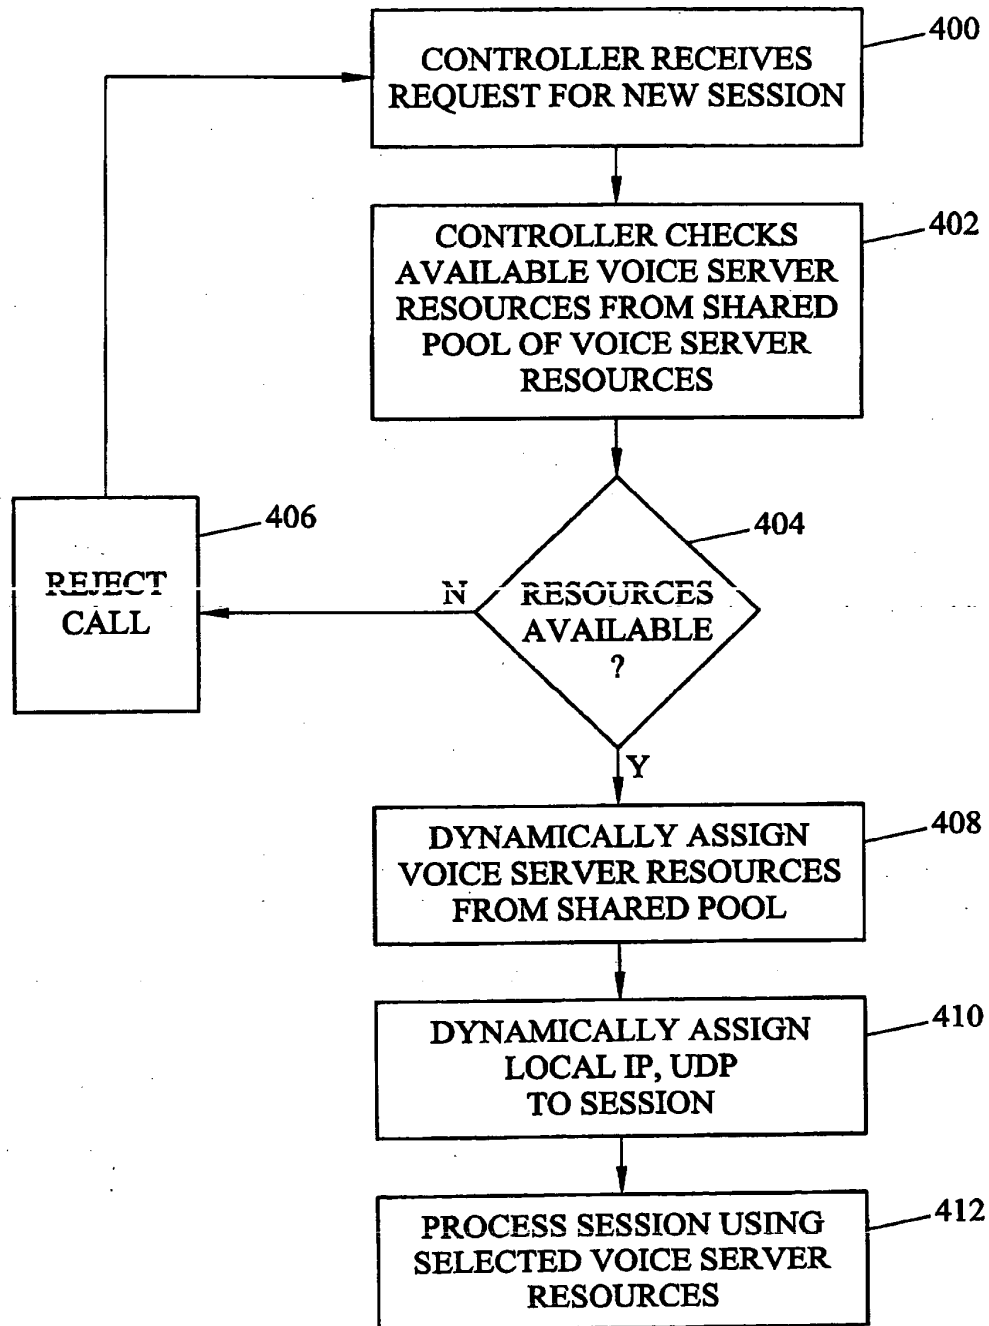 400
CONTROLLER RECEIVES
REQUEST FOR NEW SESSION
402
CONTROLLER CHECKS
AVAILABLE VOICE SERVER
RESOURCES FROM SHARED
POOL OF VOICE SERVER
RESOURCES
406
404
REJECT
CALL
N
RESOURCES
AVAILABLE
?
Y
408
DYNAMICALLY ASSIGN
VOICE SERVER RESOURCES
FROM SHARED POOL
410
DYNAMICALLY ASSIGN
LOCAL IP, UDP
TO SESSION
412
PROCESS SESSION USING
SELECTED VOICE SERVER
RESOURCES